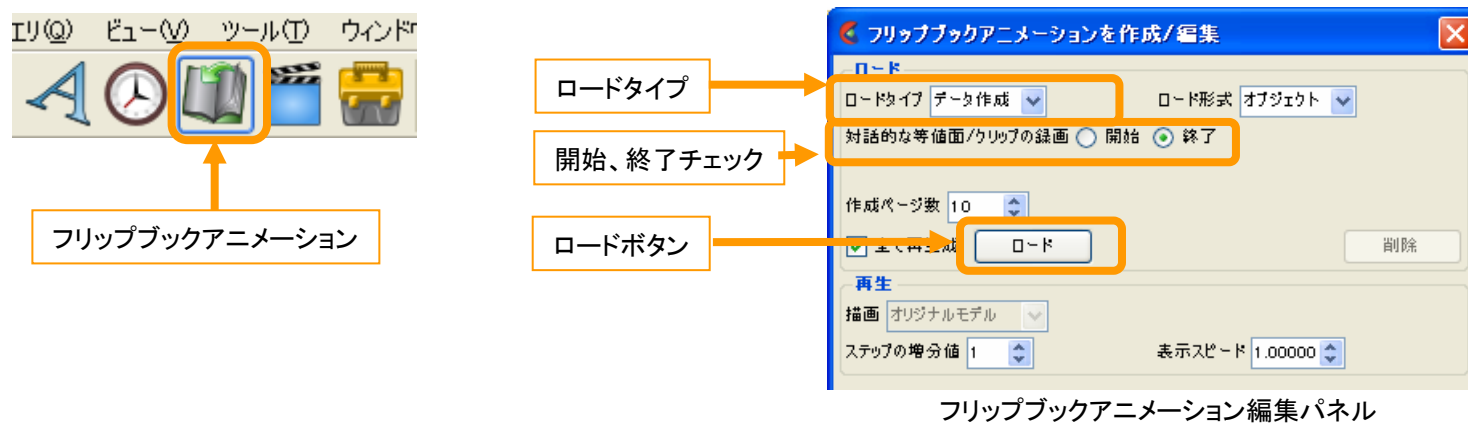 エリ(Q) ビュー(V) ツール(T) ウィンドウ
フリップブックアニメーション
ロードタイプ
開始、終了チェック
ロードボタン
フリップブックアニメーションを作成/編集
ロード
ロードタイプ データ作成 ロード形式 オブジェクト
対話的な等値面/クリップの録画 開始 終了
作成ページ数 10
全て再生成 ロード 削除
再生
描画 オリジナルモデル
ステップの増分値 1 表示スピード 1.00000
フリップブックアニメーション編集パネル